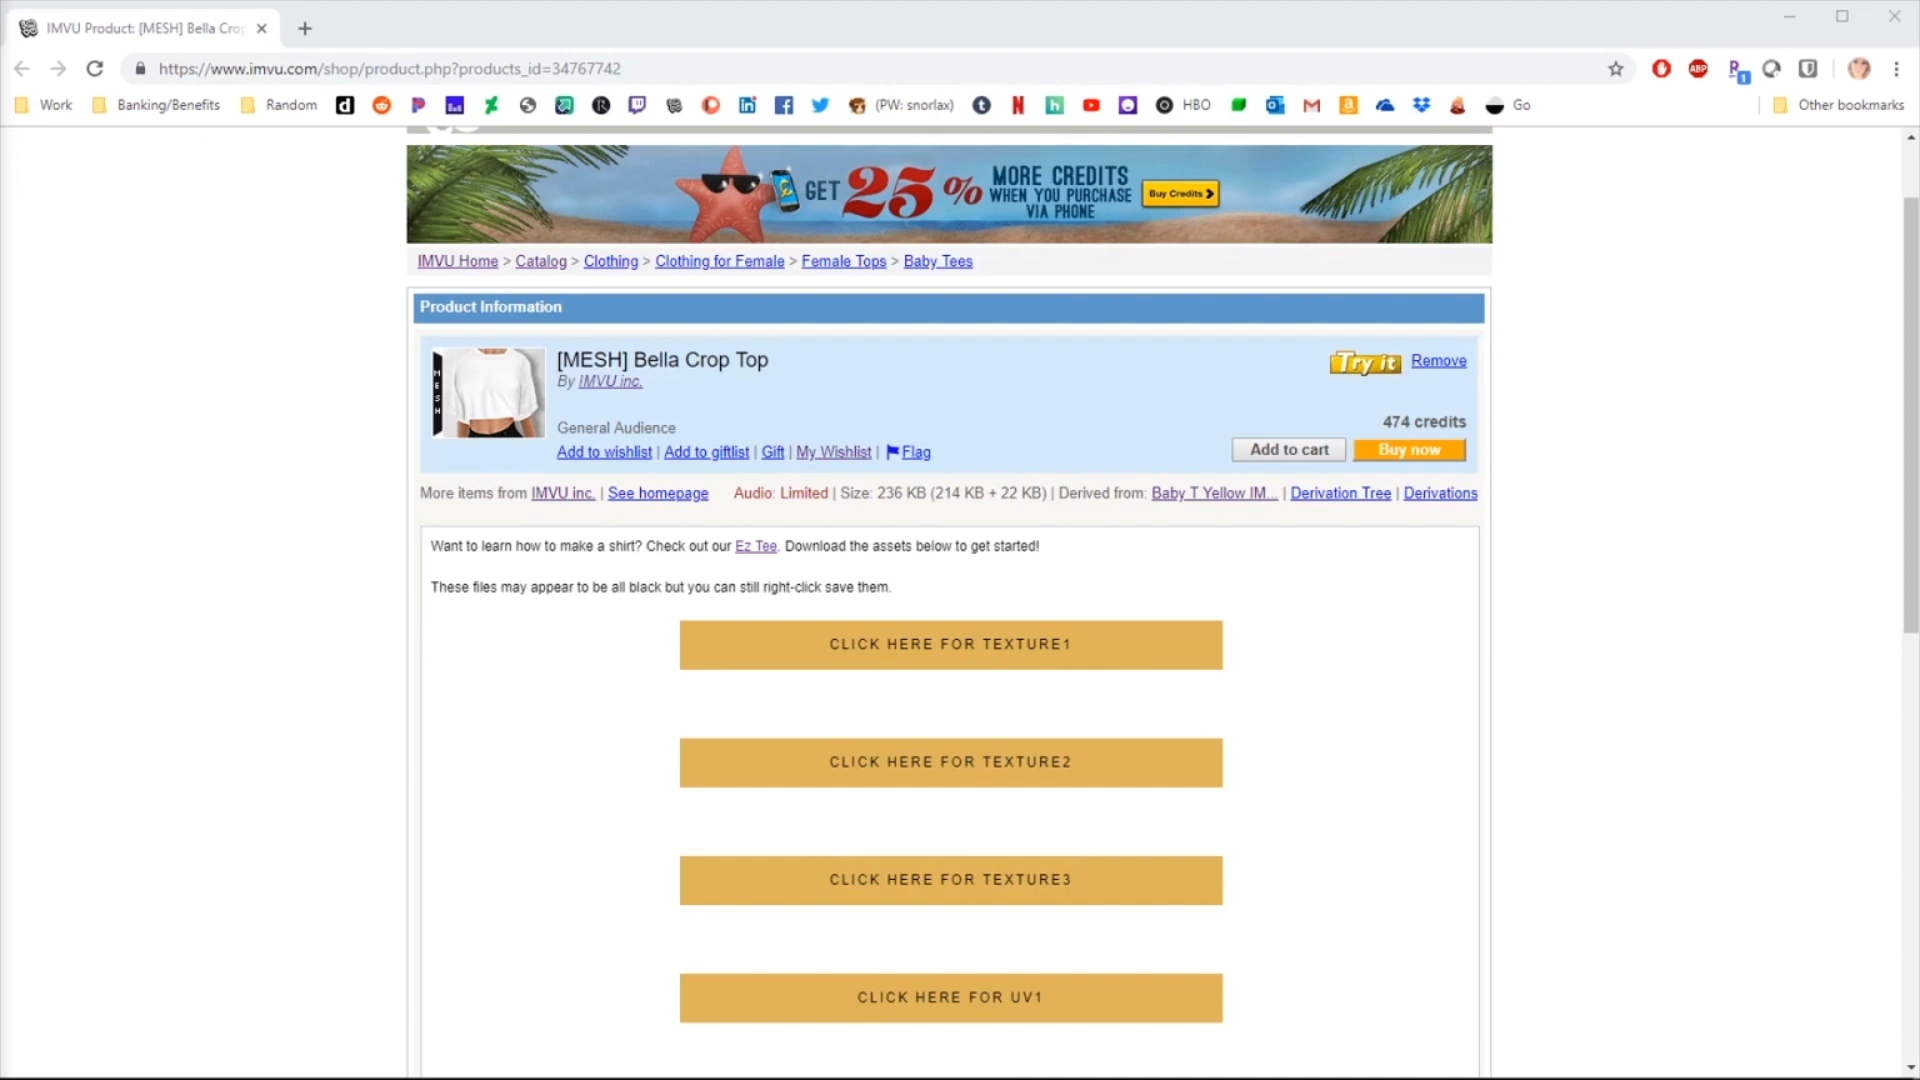 IMVU Product: [MESH] Bella Crop
https://www.imvu.com/shop/product.php?products_id=34767742
ABP
1
Work
Banking/Benefits
Random
(PW: snorlax)
HBO
Go
Other bookmarks
GET 25% MORE CREDITS
WHEN YOU PURCHASE
VIA PHONE
Buy Credits
IMVU Home > Catalog > Clothing > Clothing for Female > Female Tops > Baby Tees
Product Information
MESH
[MESH] Bella Crop Top
Try it
Remove
By IMVU inc.
474 credits
General Audience
Add to wishlist | Add to giftlist | Gift | My Wishlist | Flag
Add to cart
Buy now
More items from IMVU inc. | See homepage Audio: Limited | Size: 236 KB (214 KB + 22 KB) | Derived from: Baby T Yellow IM... | Derivation Tree | Derivations
Want to learn how to make a shirt? Check out our Ez Tee. Download the assets below to get started!
These files may appear to be all black but you can still right-click save them.
CLICK HERE FOR TEXTURE1
CLICK HERE FOR TEXTURE2
CLICK HERE FOR TEXTURE3
CLICK HERE FOR UV1